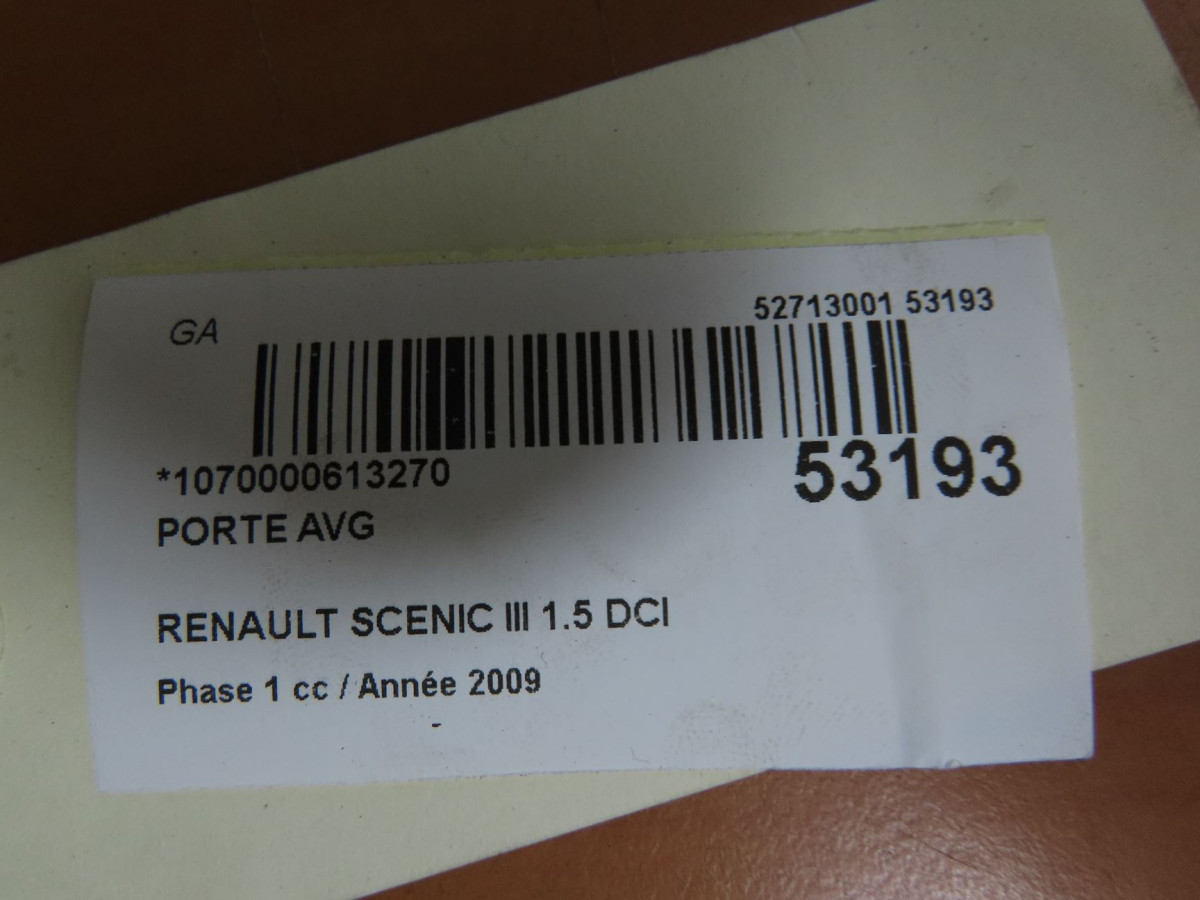 GA
52713001 53193
*1070000613270
53193
PORTE AVG
RENAULT SCENIC III 1.5 DCI
Phase 1 cc / Année 2009
-